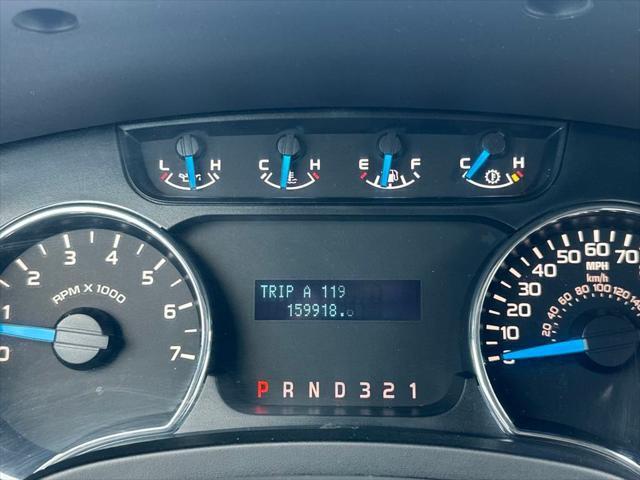 L H C H E F C H
1 2 3 4 5 6 7
0
RPM X 1000
TRIP A 119
159918.6
P R N D 3 2 1
10 20 30 40 50 60 70
MPH
km/h
20 40 60 80 100 120